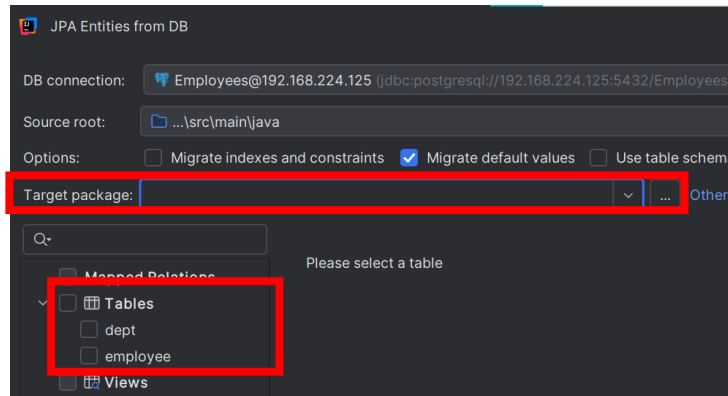 JPA Entities from DB
DB connection: Employees@192.168.224.125 (jdbc:postgresql://192.168.224.125:5432/Employees
Source root: ...\src\main\java
Options: Migrate indexes and constraints Migrate default values Use table schem
Target package: ... Other
Please select a table
Mapped Relations
Tables
dept
employee
Views